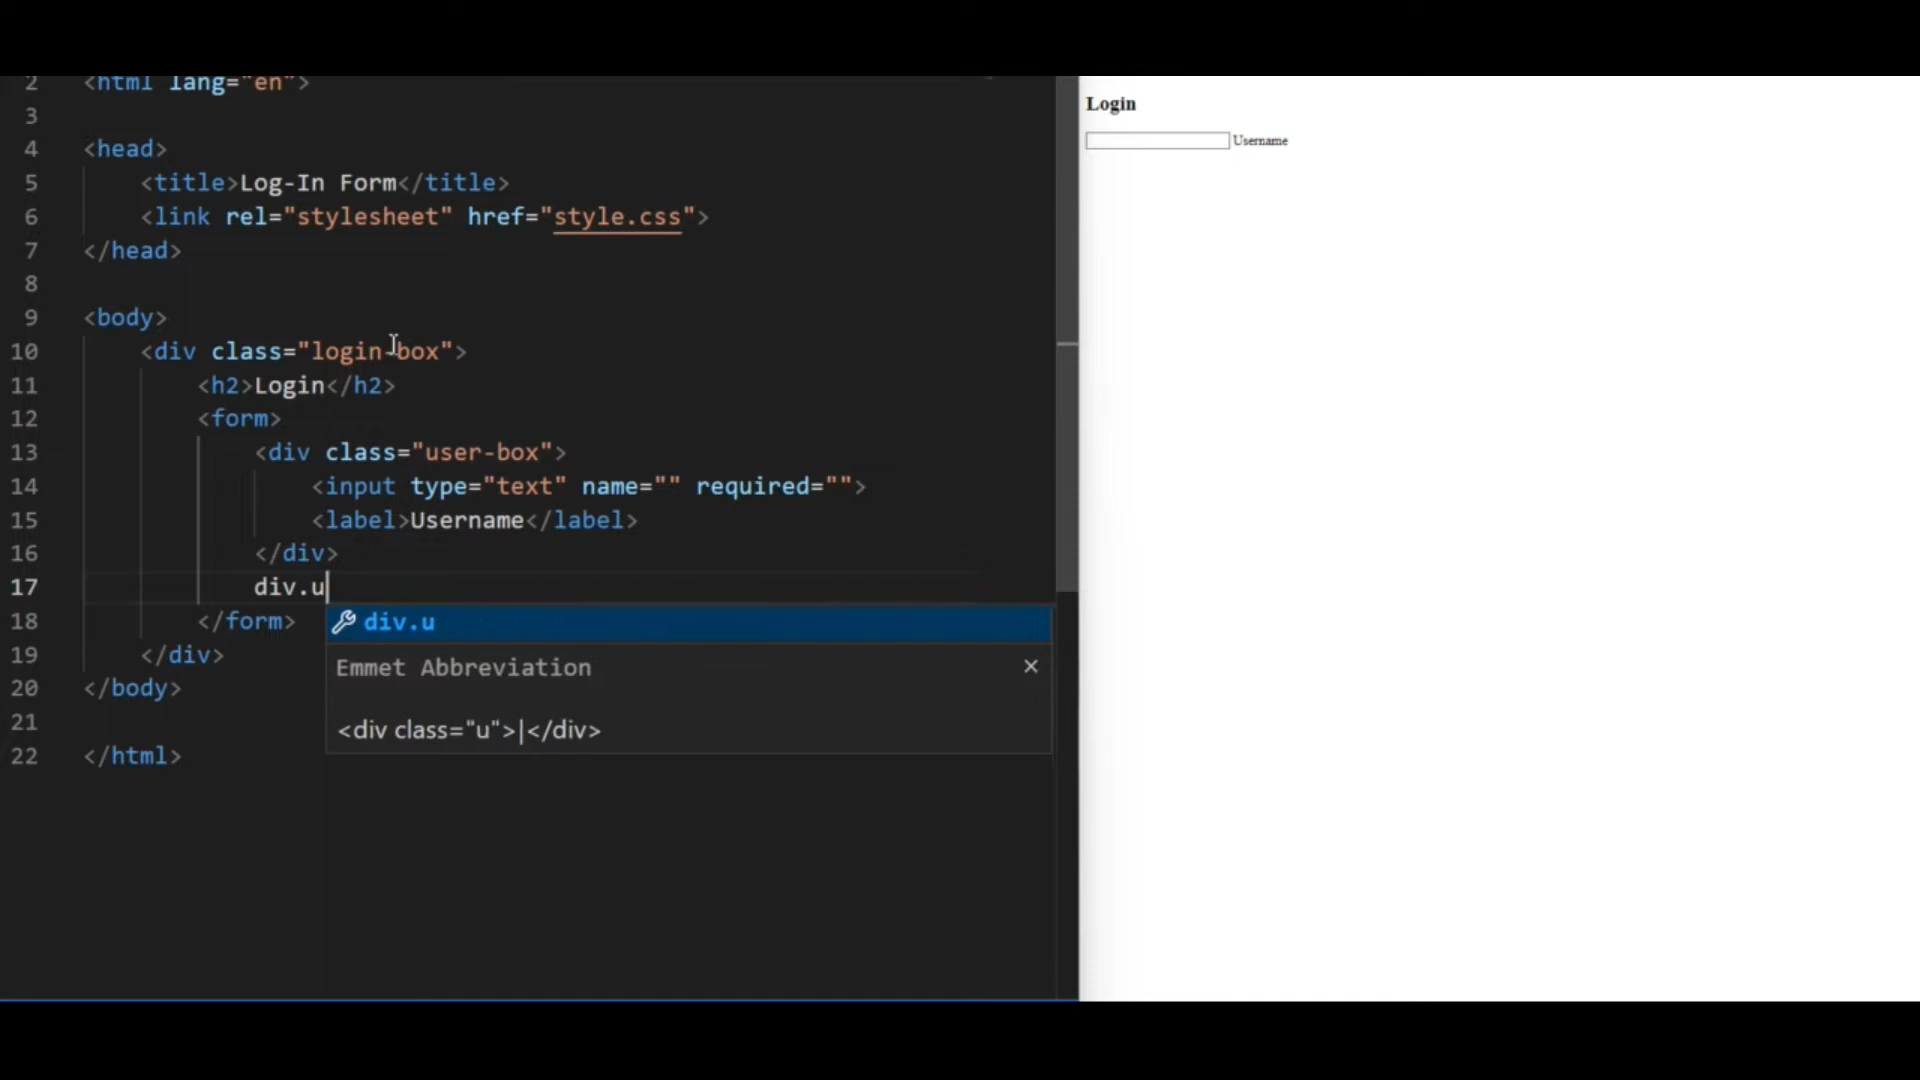 2 <html lang="en">
3
4 <head>
5 <title>Log-In Form</title>
6 <link rel="stylesheet" href="style.css">
7 </head>
8
9 <body>
10 <div class="login-box">
11 <h2>Login</h2>
12 <form>
13 <div class="user-box">
14 <input type="text" name="" required="">
15 <label>Username</label>
16 </div>
17 div.u
18 </form>
19 </div>
20 </body>
21
22 </html>
div.u
Emmet Abbreviation ×
<div class="u">|</div>
Login
Username